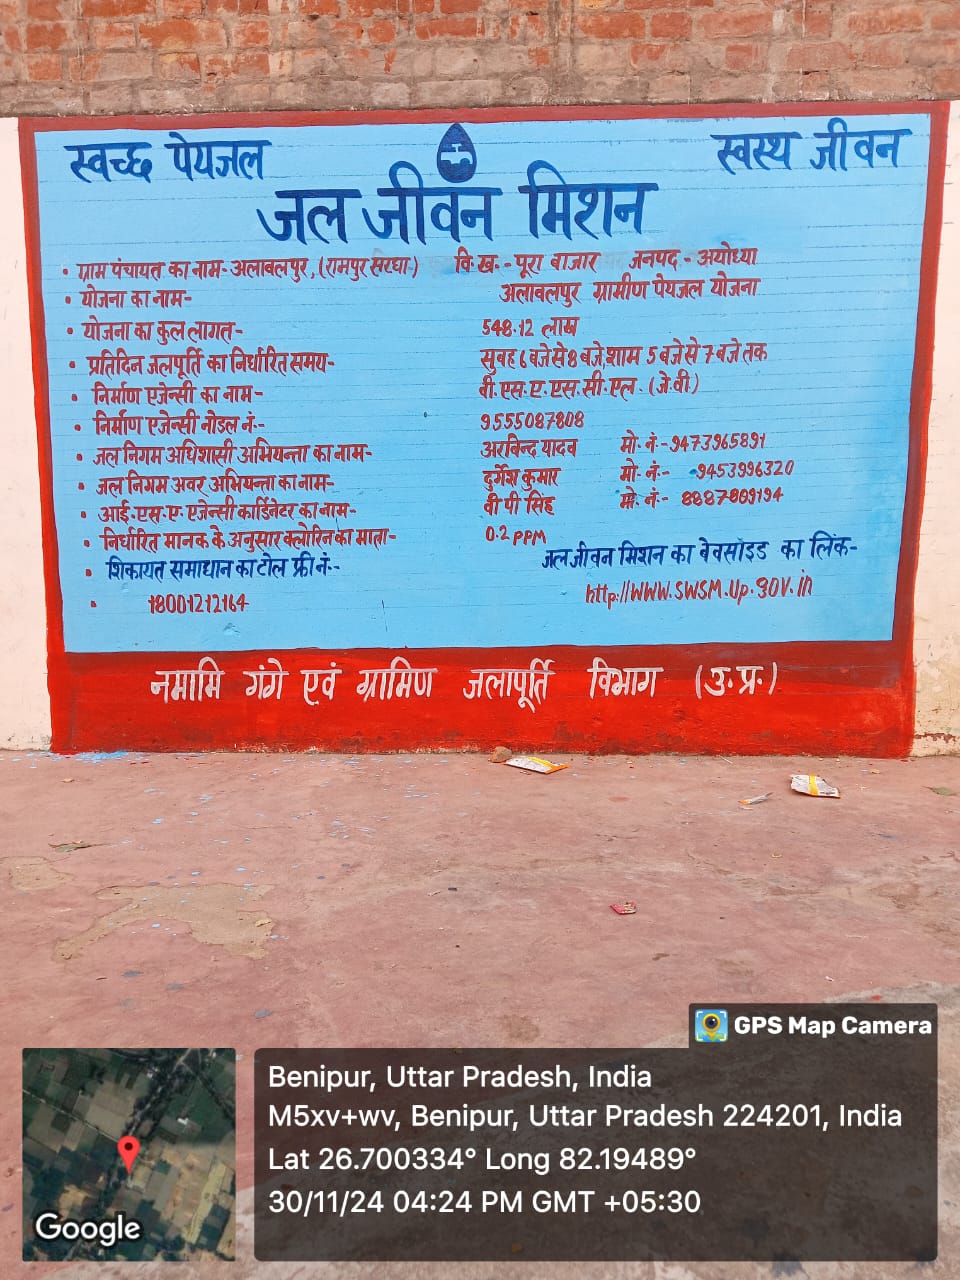 स्वच्छ पेयजल
स्वस्थ जीवन
जल जीवन मिशन
• ग्राम पंचायत का नाम- अलावलपुर, (रामपुर सरधा.) वि.ख.- पूरा बाजार जनपद - अयोध्या
• योजना का नाम- अलावलपुर ग्रामीण पेयजल योजना
• योजना का कुल लागत- 548.12 लाख
• प्रतिदिन जलपूर्ति का निर्धारित समय- सुबह 6 बजे से 8 बजे, शाम 5 बजे से 7 बजे तक
• निर्माण एजेन्सी का नाम- वी.एस.ए.एस.सी.एल. (जे.वी.)
• निर्माण एजेन्सी नोडल नं.- 9555087808
• जल निगम अधिशासी अभियन्ता का नाम- अरविन्द यादव मो. नं.- 9473965891
• जल निगम अवर अभियन्ता का नाम- दुर्गेश कुमार मो. नं.- 9453996320
• आई.एस.ए. एजेन्सी कार्डिनेटर का नाम- वी पी सिंह मो. नं.- 8887809194
• निर्धारित मानक के अनुसार क्लोरिन का माता- 0.2 PPM
• शिकायत समाधान का टोल फ्री नं.- जल जीवन मिशन का वेवसाइड का लिंक-
• 18001212164 http://www.swsm.up.gov.in
नमामि गंगे एवं ग्रामिण जलापूर्ति विभाग (उ.प्र.)
GPS Map Camera
Benipur, Uttar Pradesh, India
M5xv+wv, Benipur, Uttar Pradesh 224201, India
Lat 26.700334° Long 82.19489°
30/11/24 04:24 PM GMT +05:30
Google